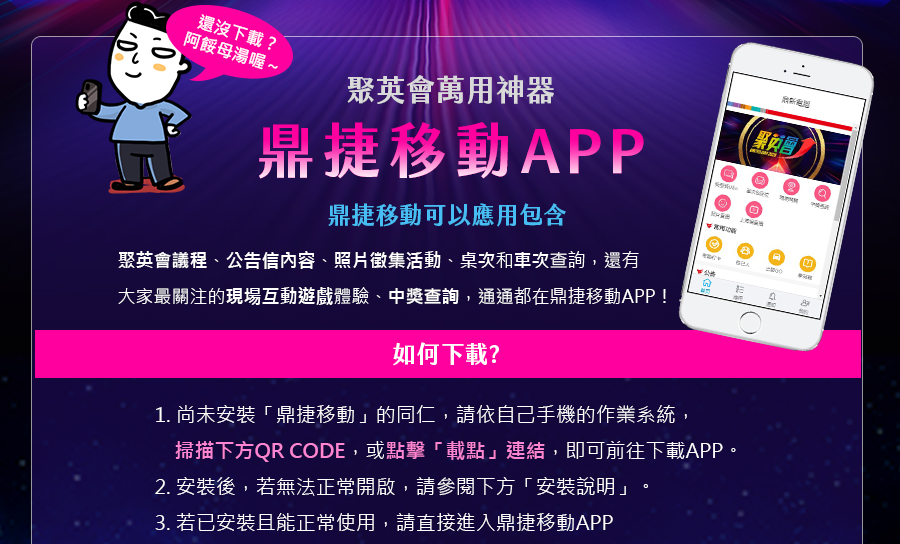 還沒下載？
阿餒母湯喔～
聚英會萬用神器
鼎捷移動APP
鼎捷移動可以應用包含
聚英會議程、公告信內容、照片徵集活動、桌次和車次查詢，還有
大家最關注的現場互動遊戲體驗、中獎查詢，通通都在鼎捷移動APP！
聚英會
常用功能
公告
如何下載?
1. 尚未安裝「鼎捷移動」的同仁，請依自己手機的作業系統，
掃描下方QR CODE，或點擊「載點」連結，即可前往下載APP。
2. 安裝後，若無法正常開啟，請參閱下方「安裝說明」。
3. 若已安裝且能正常使用，請直接進入鼎捷移動APP